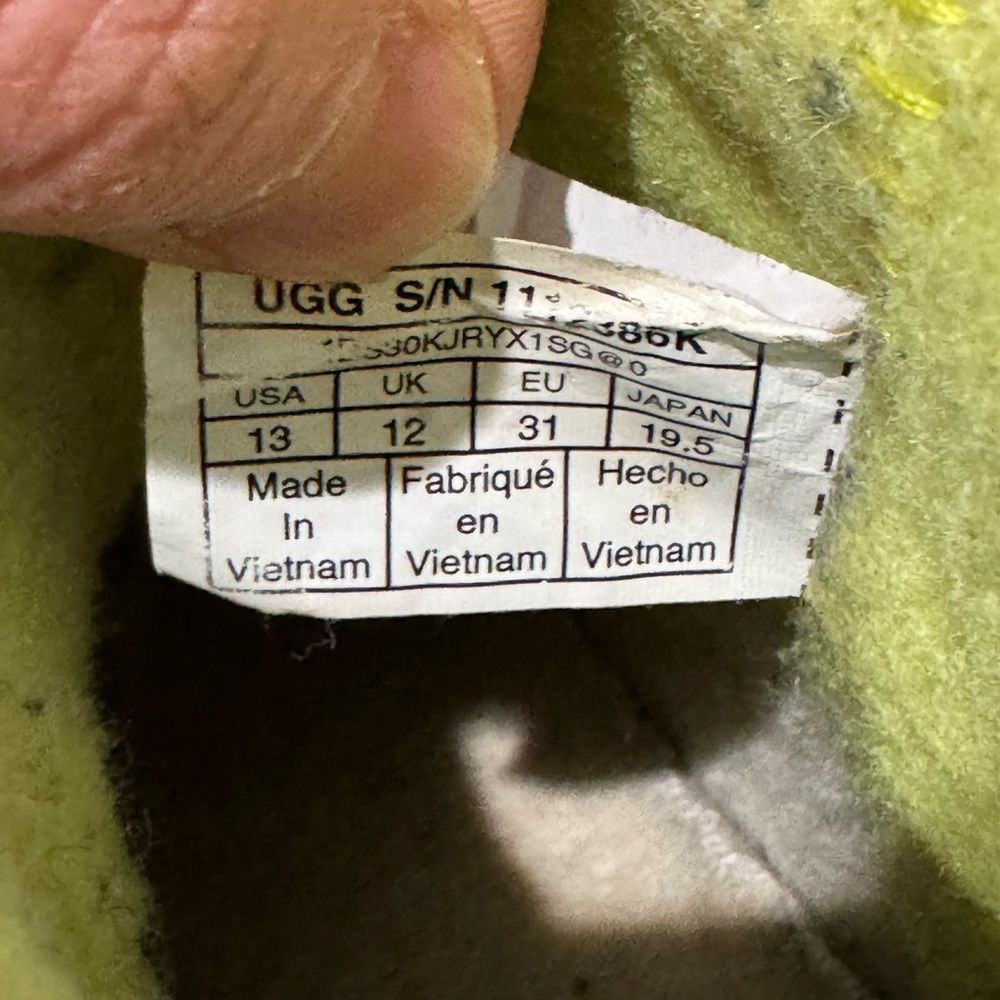 UGG S/N
USA UK EU JAPAN
13 12 31 19.5
Made Fabriqué Hecho
In en en
Vietnam Vietnam Vietnam